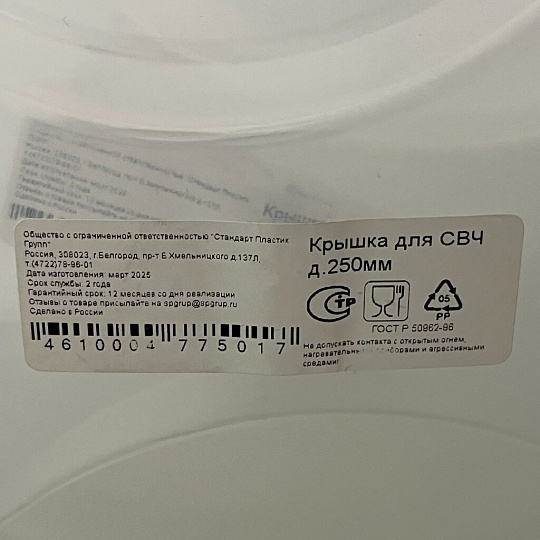 Общество с ограниченной ответственностью "Стандарт Пластик
Групп"
Россия, 308023, г.Белгород, пр-т Б.Хмельницкого д.137Л,
т.(4722)78-96-01
Дата изготовления: март 2025
Срок службы: 2 года
Гарантийный срок: 12 месяцев со дня реализации
Отзывы о товаре присылайте на spgrup@spgrup.ru
Сделано в России
4610004775017
Крышка для СВЧ
д.250мм
СТР
05
PP
ГОСТ Р 50962-96
Не допускать контакта с открытым огнем,
нагревательными приборами и агрессивными
средами!